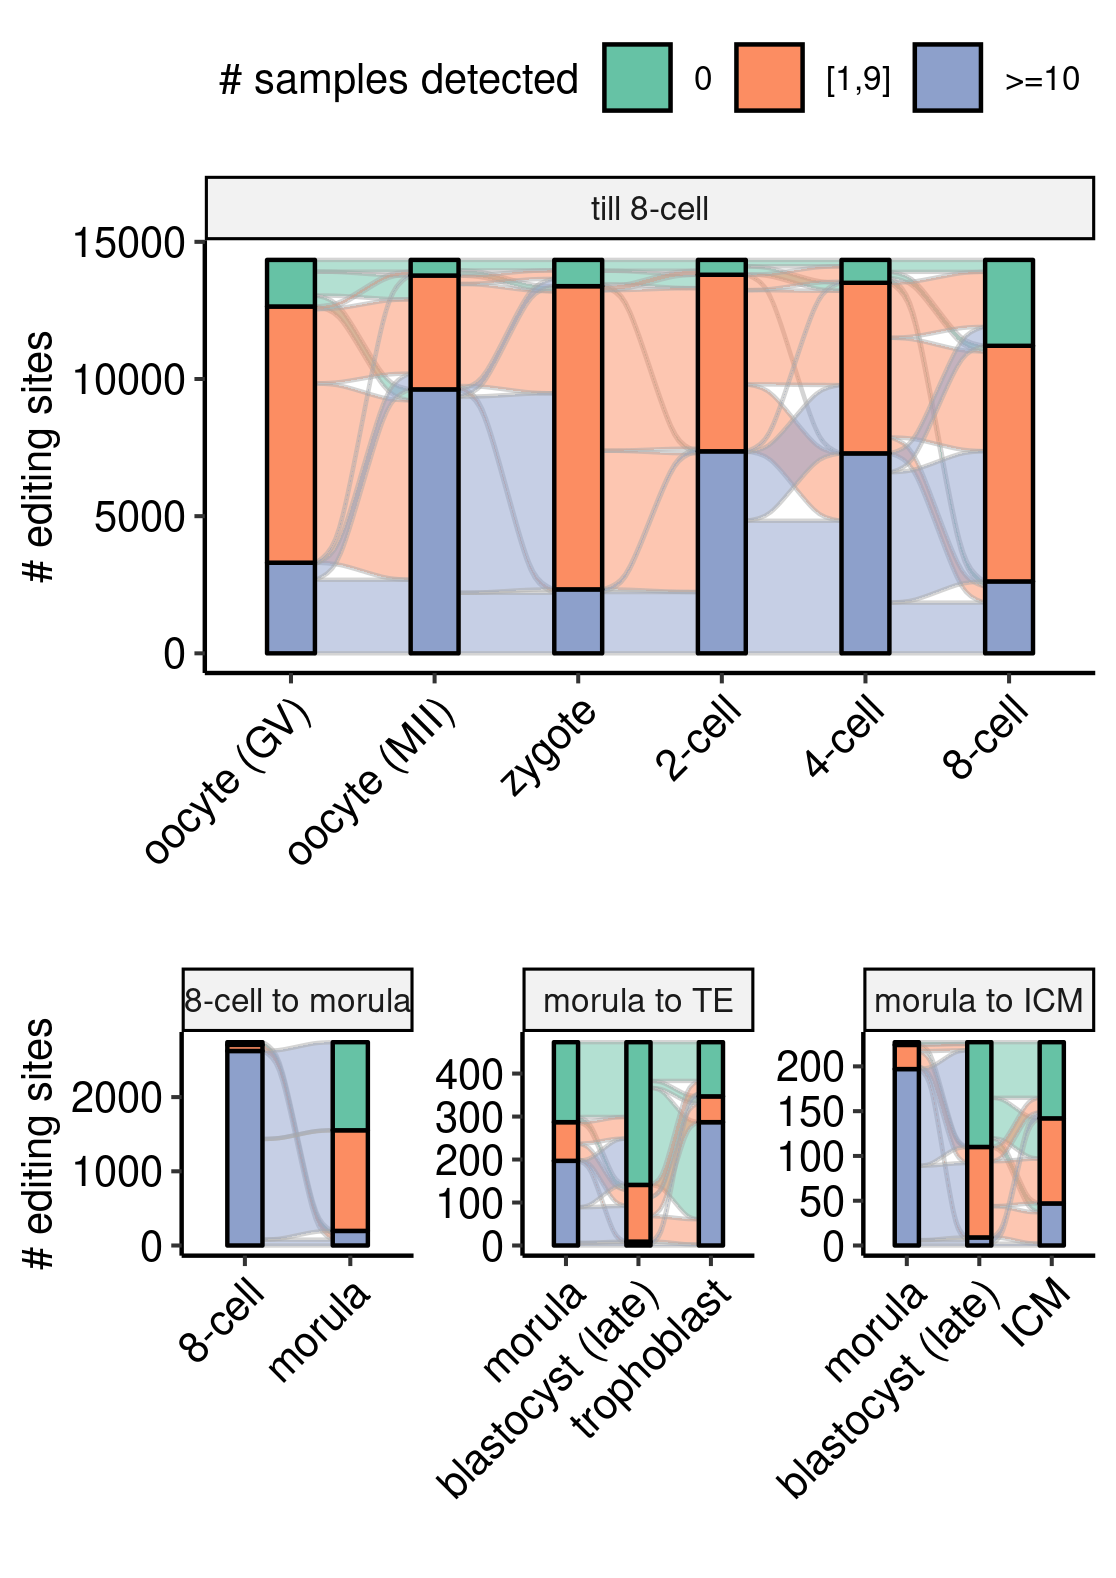 # samples detected 0 [1,9] >=10
till 8-cell
15000
10000
5000
0
# editing sites
oocyte (GV) oocyte (MII) zygote 2-cell 4-cell 8-cell
8-cell to morula
2000
1000
0
# editing sites
8-cell morula
morula to TE
400
300
200
100
0
morula blastocyst (late) trophoblast
morula to ICM
200
150
100
50
0
morula blastocyst (late) ICM